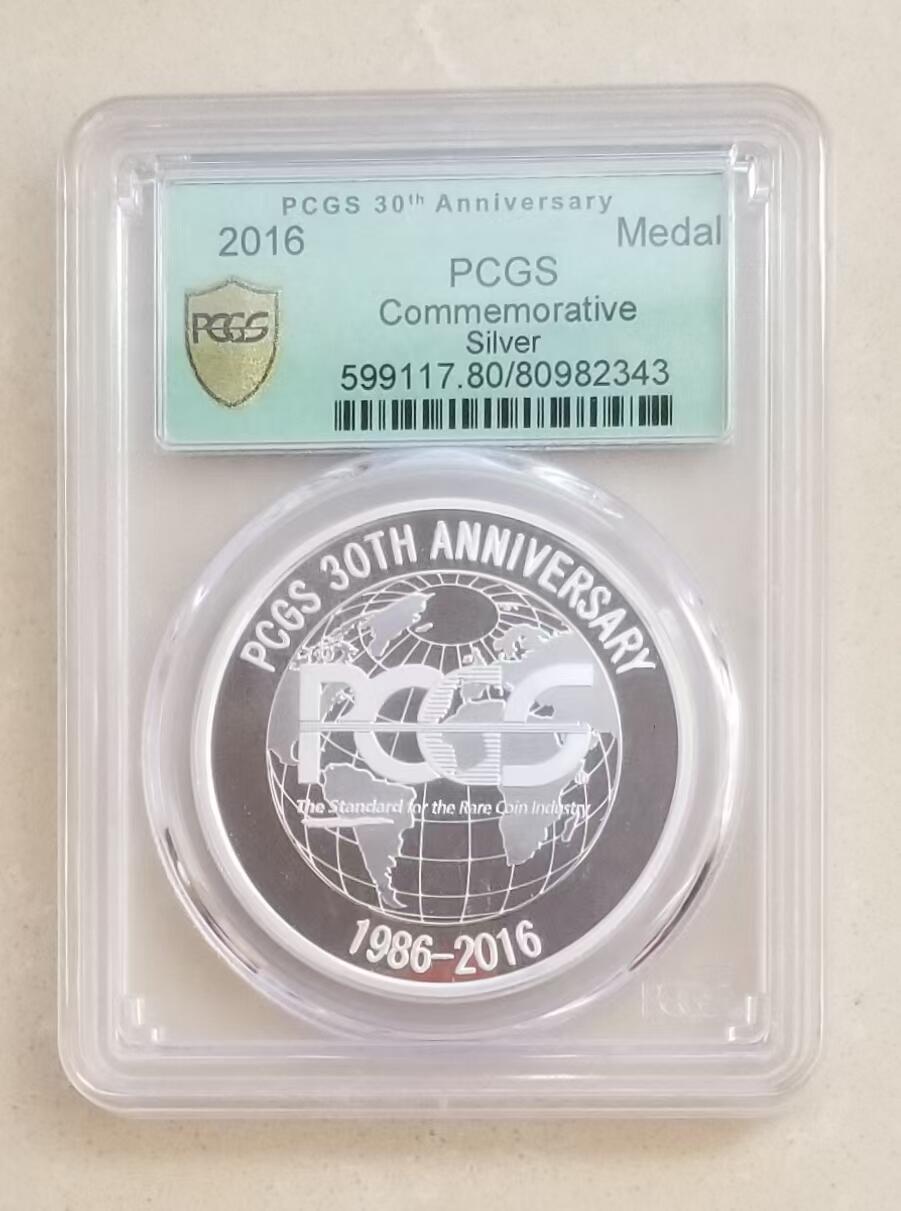 PCGS 30th Anniversary
2016
Medal
PCGS
Commemorative
Silver
PCGS
599117.80/80982343
PCGS 30TH ANNIVERSARY
PCGS
The Standard for the Rare Coin Industry
1986-2016
PCGS